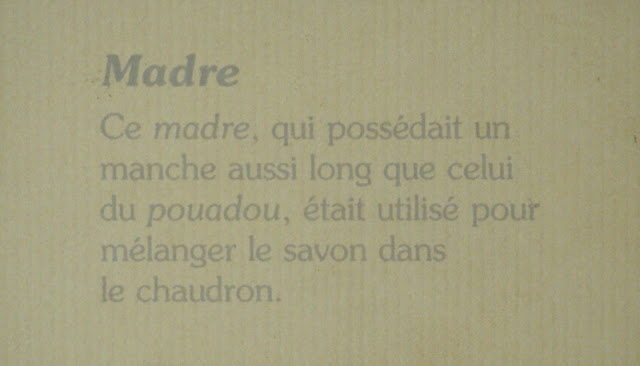 Madre
Ce madre, qui possédait un
manche aussi long que celui
du pouadou, était utilisé pour
mélanger le savon dans
le chaudron.